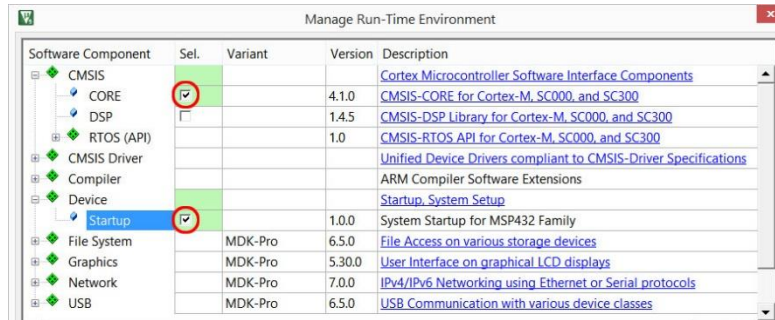 Manage Run-Time Environment
Software Component Sel. Variant Version Description
CMSIS Cortex Microcontroller Software Interface Components
CORE 4.1.0 CMSIS-CORE for Cortex-M, SC000, and SC300
DSP 1.4.5 CMSIS-DSP Library for Cortex-M, SC000, and SC300
RTOS (API) 1.0 CMSIS-RTOS API for Cortex-M, SC000, and SC300
CMSIS Driver Unified Device Drivers compliant to CMSIS-Driver Specifications
Compiler ARM Compiler Software Extensions
Device Startup, System Setup
Startup 1.0.0 System Startup for MSP432 Family
File System MDK-Pro 6.5.0 File Access on various storage devices
Graphics MDK-Pro 5.30.0 User Interface on graphical LCD displays
Network MDK-Pro 7.0.0 IPv4/IPv6 Networking using Ethernet or Serial protocols
USB MDK-Pro 6.5.0 USB Communication with various device classes